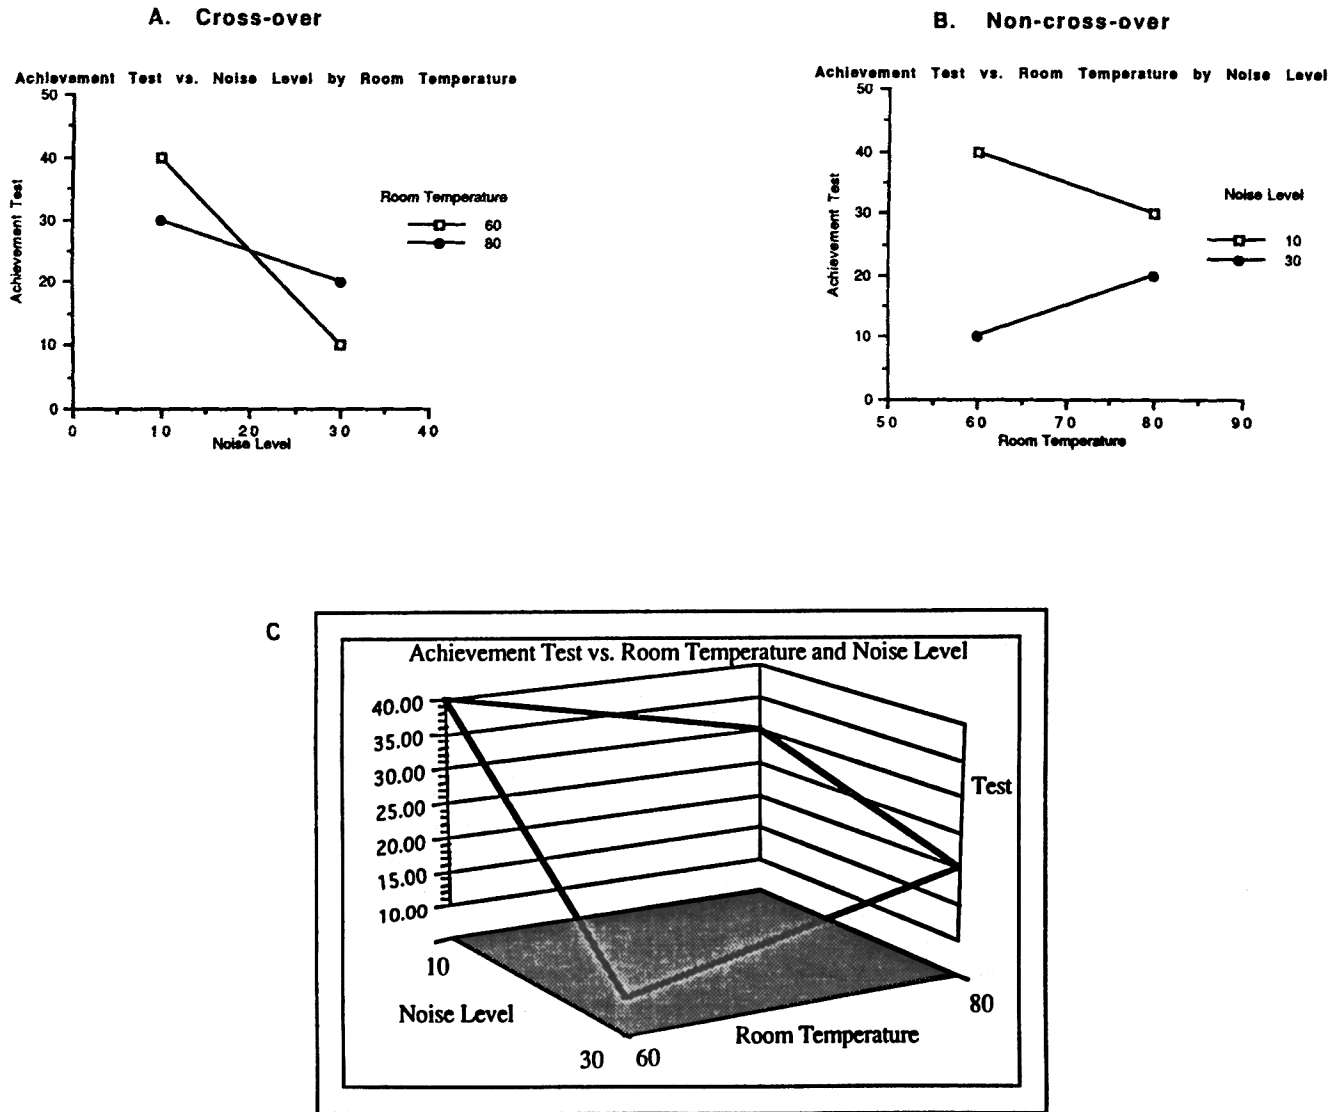 A. Cross-over
Achievement Test vs. Noise Level by Room Temperature
50
40
30
20
10
0
Achievement Test
0 10 20 30 40
Noise Level
Room Temperature
60
80
B. Non-cross-over
Achievement Test vs. Room Temperature by Noise Level
50
40
30
20
10
0
Achievement Test
50 60 70 80 90
Room Temperature
Noise Level
10
30
C
Achievement Test vs. Room Temperature and Noise Level
40.00
35.00
30.00
25.00
20.00
15.00
10.00
Test
10
Noise Level
30 60
Room Temperature
80